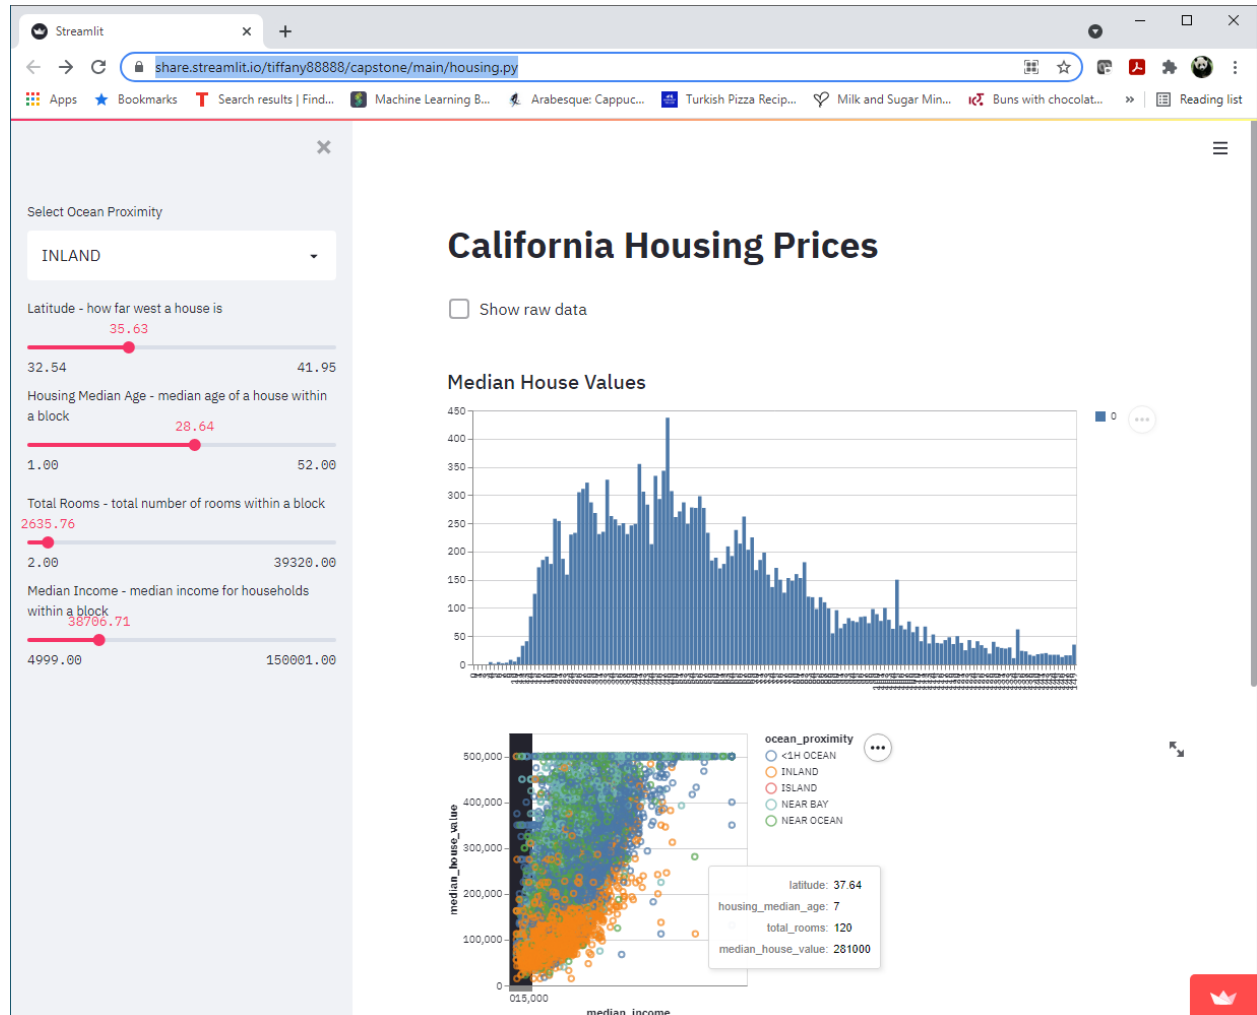 Streamlit
share.streamlit.io/tiffany88888/capstone/main/housing.py
Apps Bookmarks Search results | Find... Machine Learning B... Arabesque: Cappuc... Turkish Pizza Recip... Milk and Sugar Min... Buns with chocolat... » Reading list
Select Ocean Proximity
INLAND
Latitude - how far west a house is
35.63
32.54 41.95
Housing Median Age - median age of a house within
a block
28.64
1.00 52.00
Total Rooms - total number of rooms within a block
2635.76
2.00 39320.00
Median Income - median income for households
within a block
38706.71
4999.00 150001.00
California Housing Prices
Show raw data
Median House Values
450
400
350
300
250
200
150
100
50
0
0
500,000
400,000
300,000
200,000
100,000
0
median_house_value
015,000
median_income
ocean_proximity
<1H OCEAN
INLAND
ISLAND
NEAR BAY
NEAR OCEAN
latitude: 37.64
housing_median_age: 7
total_rooms: 120
median_house_value: 281000